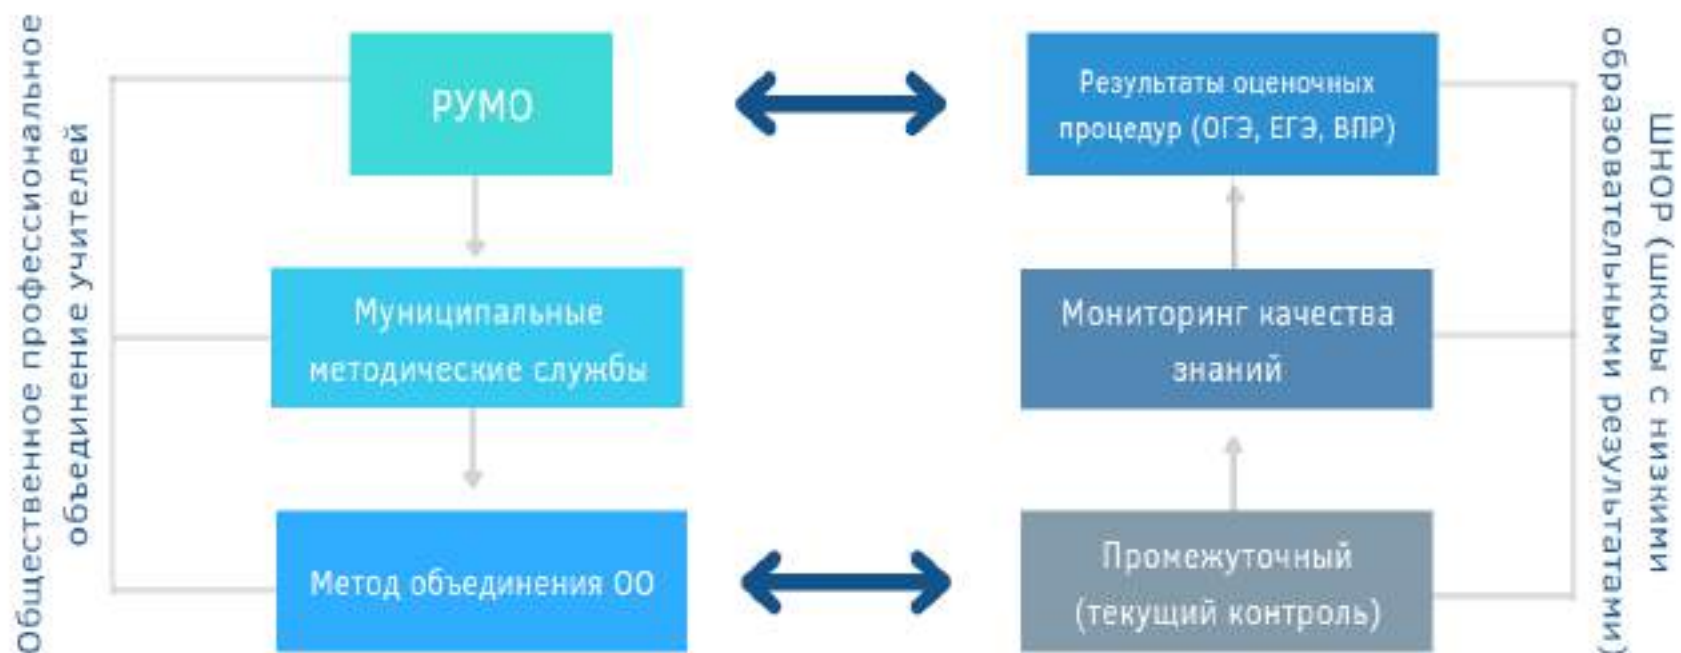 Общественное профессиональное
объединение учителей
РУМО
Муниципальные
методические службы
Метод объединения ОО
Результаты оценочных
процедур (ОГЭ, ЕГЭ, ВПР)
Мониторинг качества
знаний
Промежуточный
(текущий контроль)
ШНОР (школы с низкими
образовательными результатами)